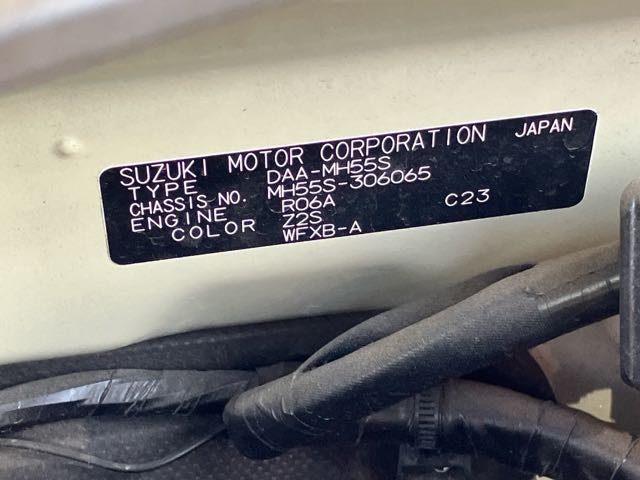 SUZUKI MOTOR CORPORATION JAPAN
TYPE DAA-MH55S
CHASSIS NO. MH55S-306065
ENGINE R06A C23
COLOR Z2S
WFXB-A